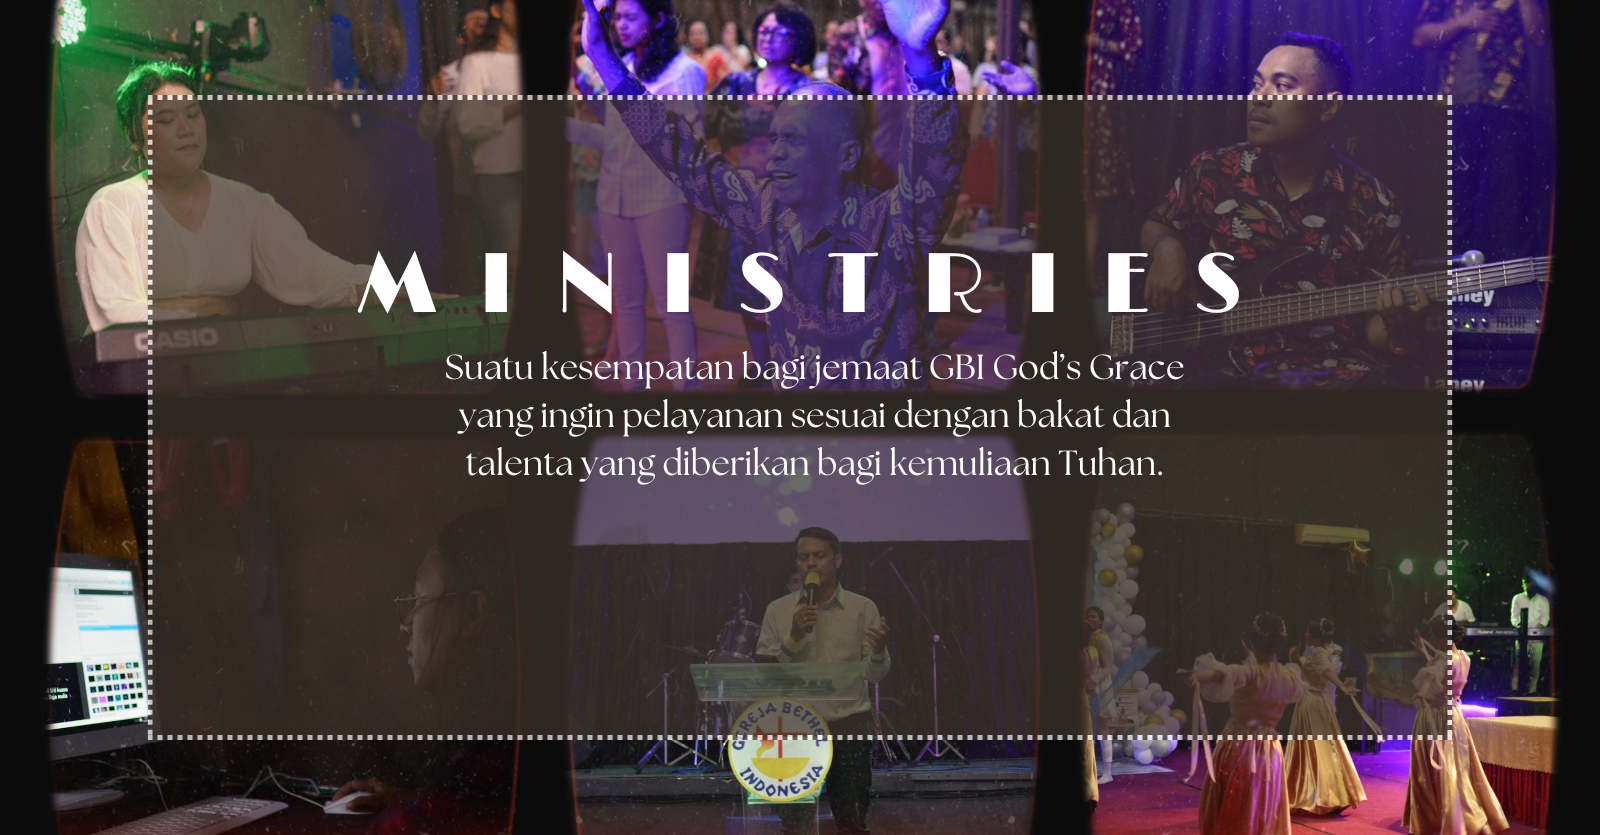 MINISTRIES
Suatu kesempatan bagi jemaat GBI God’s Grace
yang ingin pelayanan sesuai dengan bakat dan
talenta yang diberikan bagi kemuliaan Tuhan.
CASIO
Laney
GEREJA BETHEL
INDONESIA